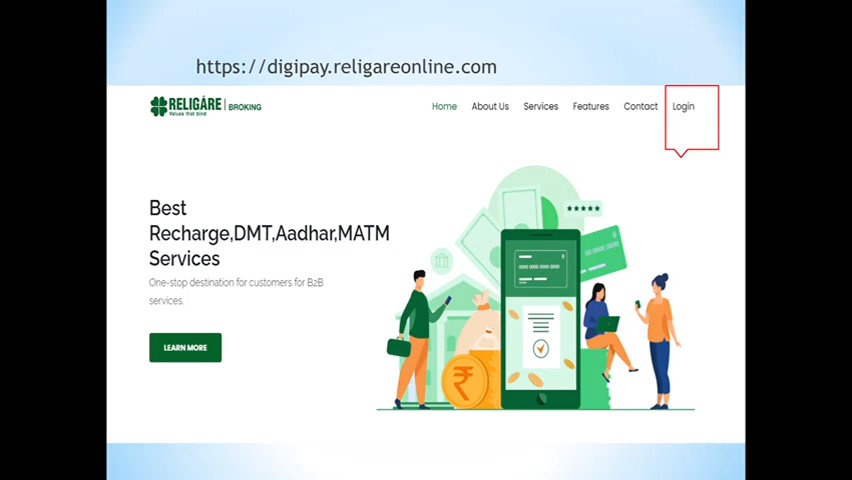 https://digipay.religareonline.com
RELIGARE BROKING
Values that bind
Home About Us Services Features Contact Login
Best
Recharge,DMT,Aadhar,MATM
Services
One-stop destination for customers for B2B
services.
LEARN MORE